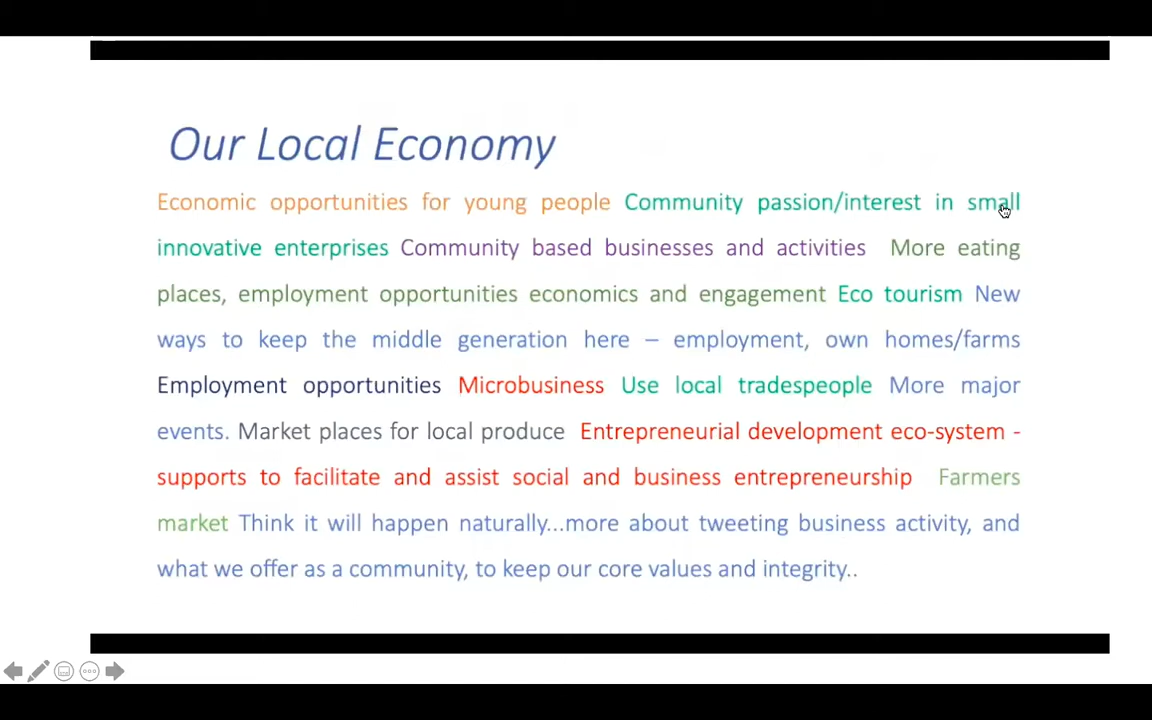 Our Local Economy
Economic opportunities for young people Community passion/interest in small
innovative enterprises Community based businesses and activities More eating
places, employment opportunities economics and engagement Eco tourism New
ways to keep the middle generation here – employment, own homes/farms
Employment opportunities Microbusiness Use local tradespeople More major
events. Market places for local produce Entrepreneurial development eco-system -
supports to facilitate and assist social and business entrepreneurship Farmers
market Think it will happen naturally...more about tweeting business activity, and
what we offer as a community, to keep our core values and integrity..